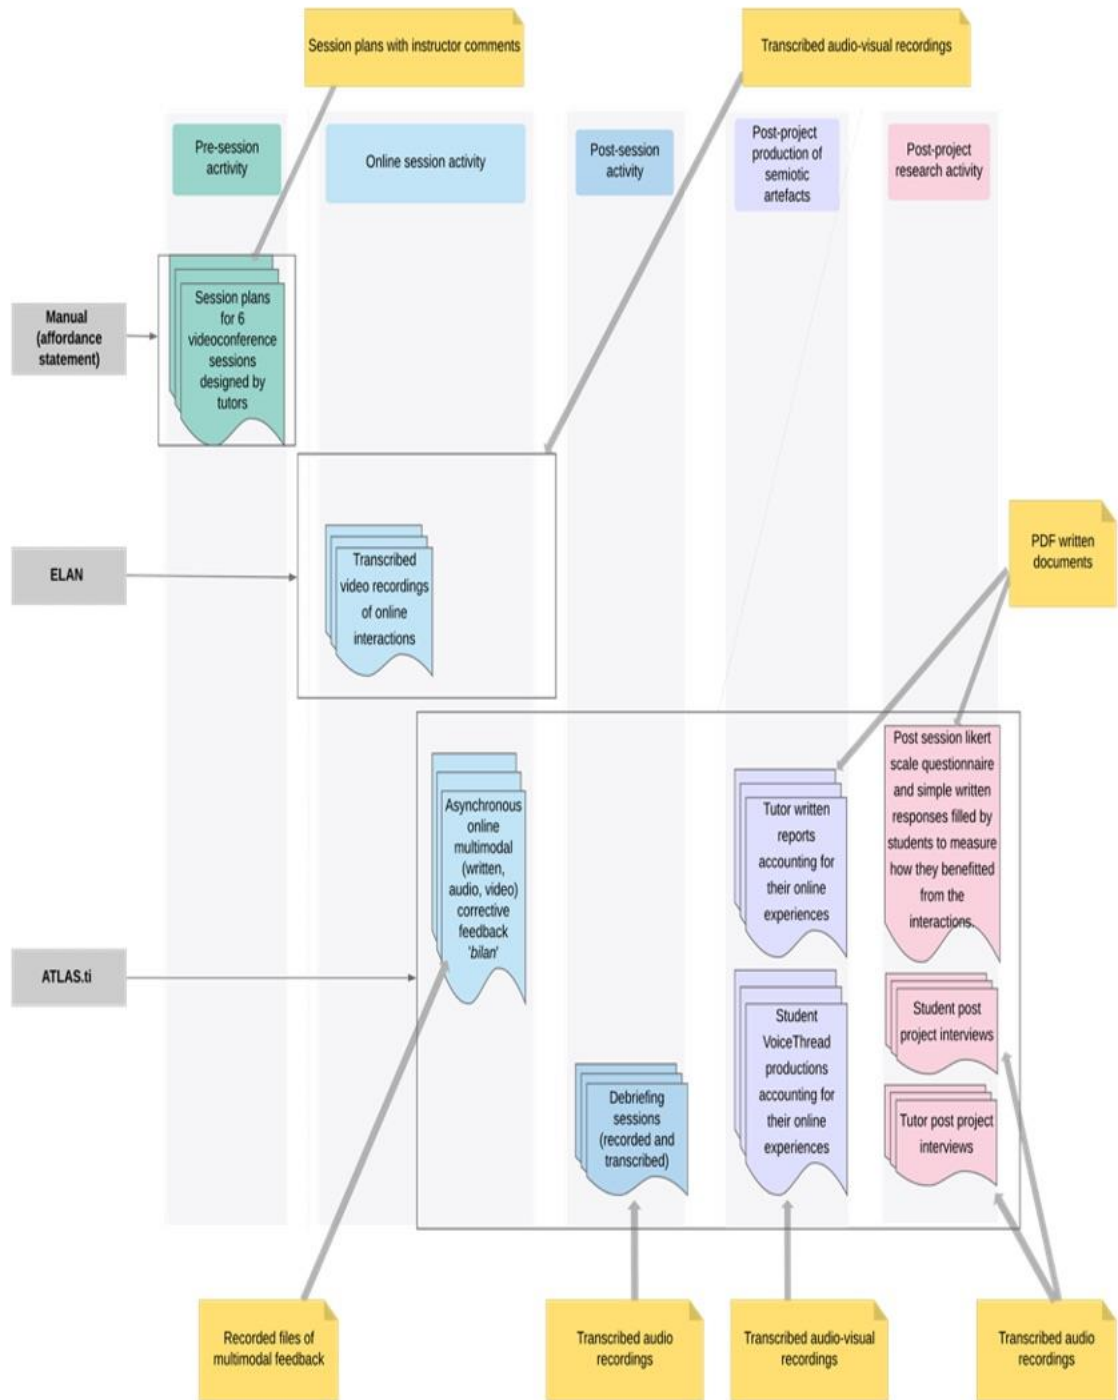 Session plans with instructor comments
Transcribed audio-visual recordings
Pre-session
acrtivity
Online session activity
Post-session
activity
Post-project
production of
semiotic
artefacts
Post-project
research activity
Manual
(affordance
statement)
Session plans
for 6
videoconference
sessions
designed by
tutors
ELAN
Transcribed
video recordings
of online
interactions
PDF written
documents
ATLAS.ti
Asynchronous
online
multimodal
(written,
audio, video)
corrective
feedback
'bilan'
Debriefing
sessions
(recorded and
transcribed)
Tutor written
reports
accounting for
their online
experiences
Student
VoiceThread
productions
accounting for
their online
experiences
Post session likert
scale questionnaire
and simple written
responses filled by
students to measure
how they benefitted
from the
interactions.
Student post
project interviews
Tutor post project
interviews
Recorded files of
multimodal feedback
Transcribed audio
recordings
Transcribed audio-visual
recordings
Transcribed audio
recordings